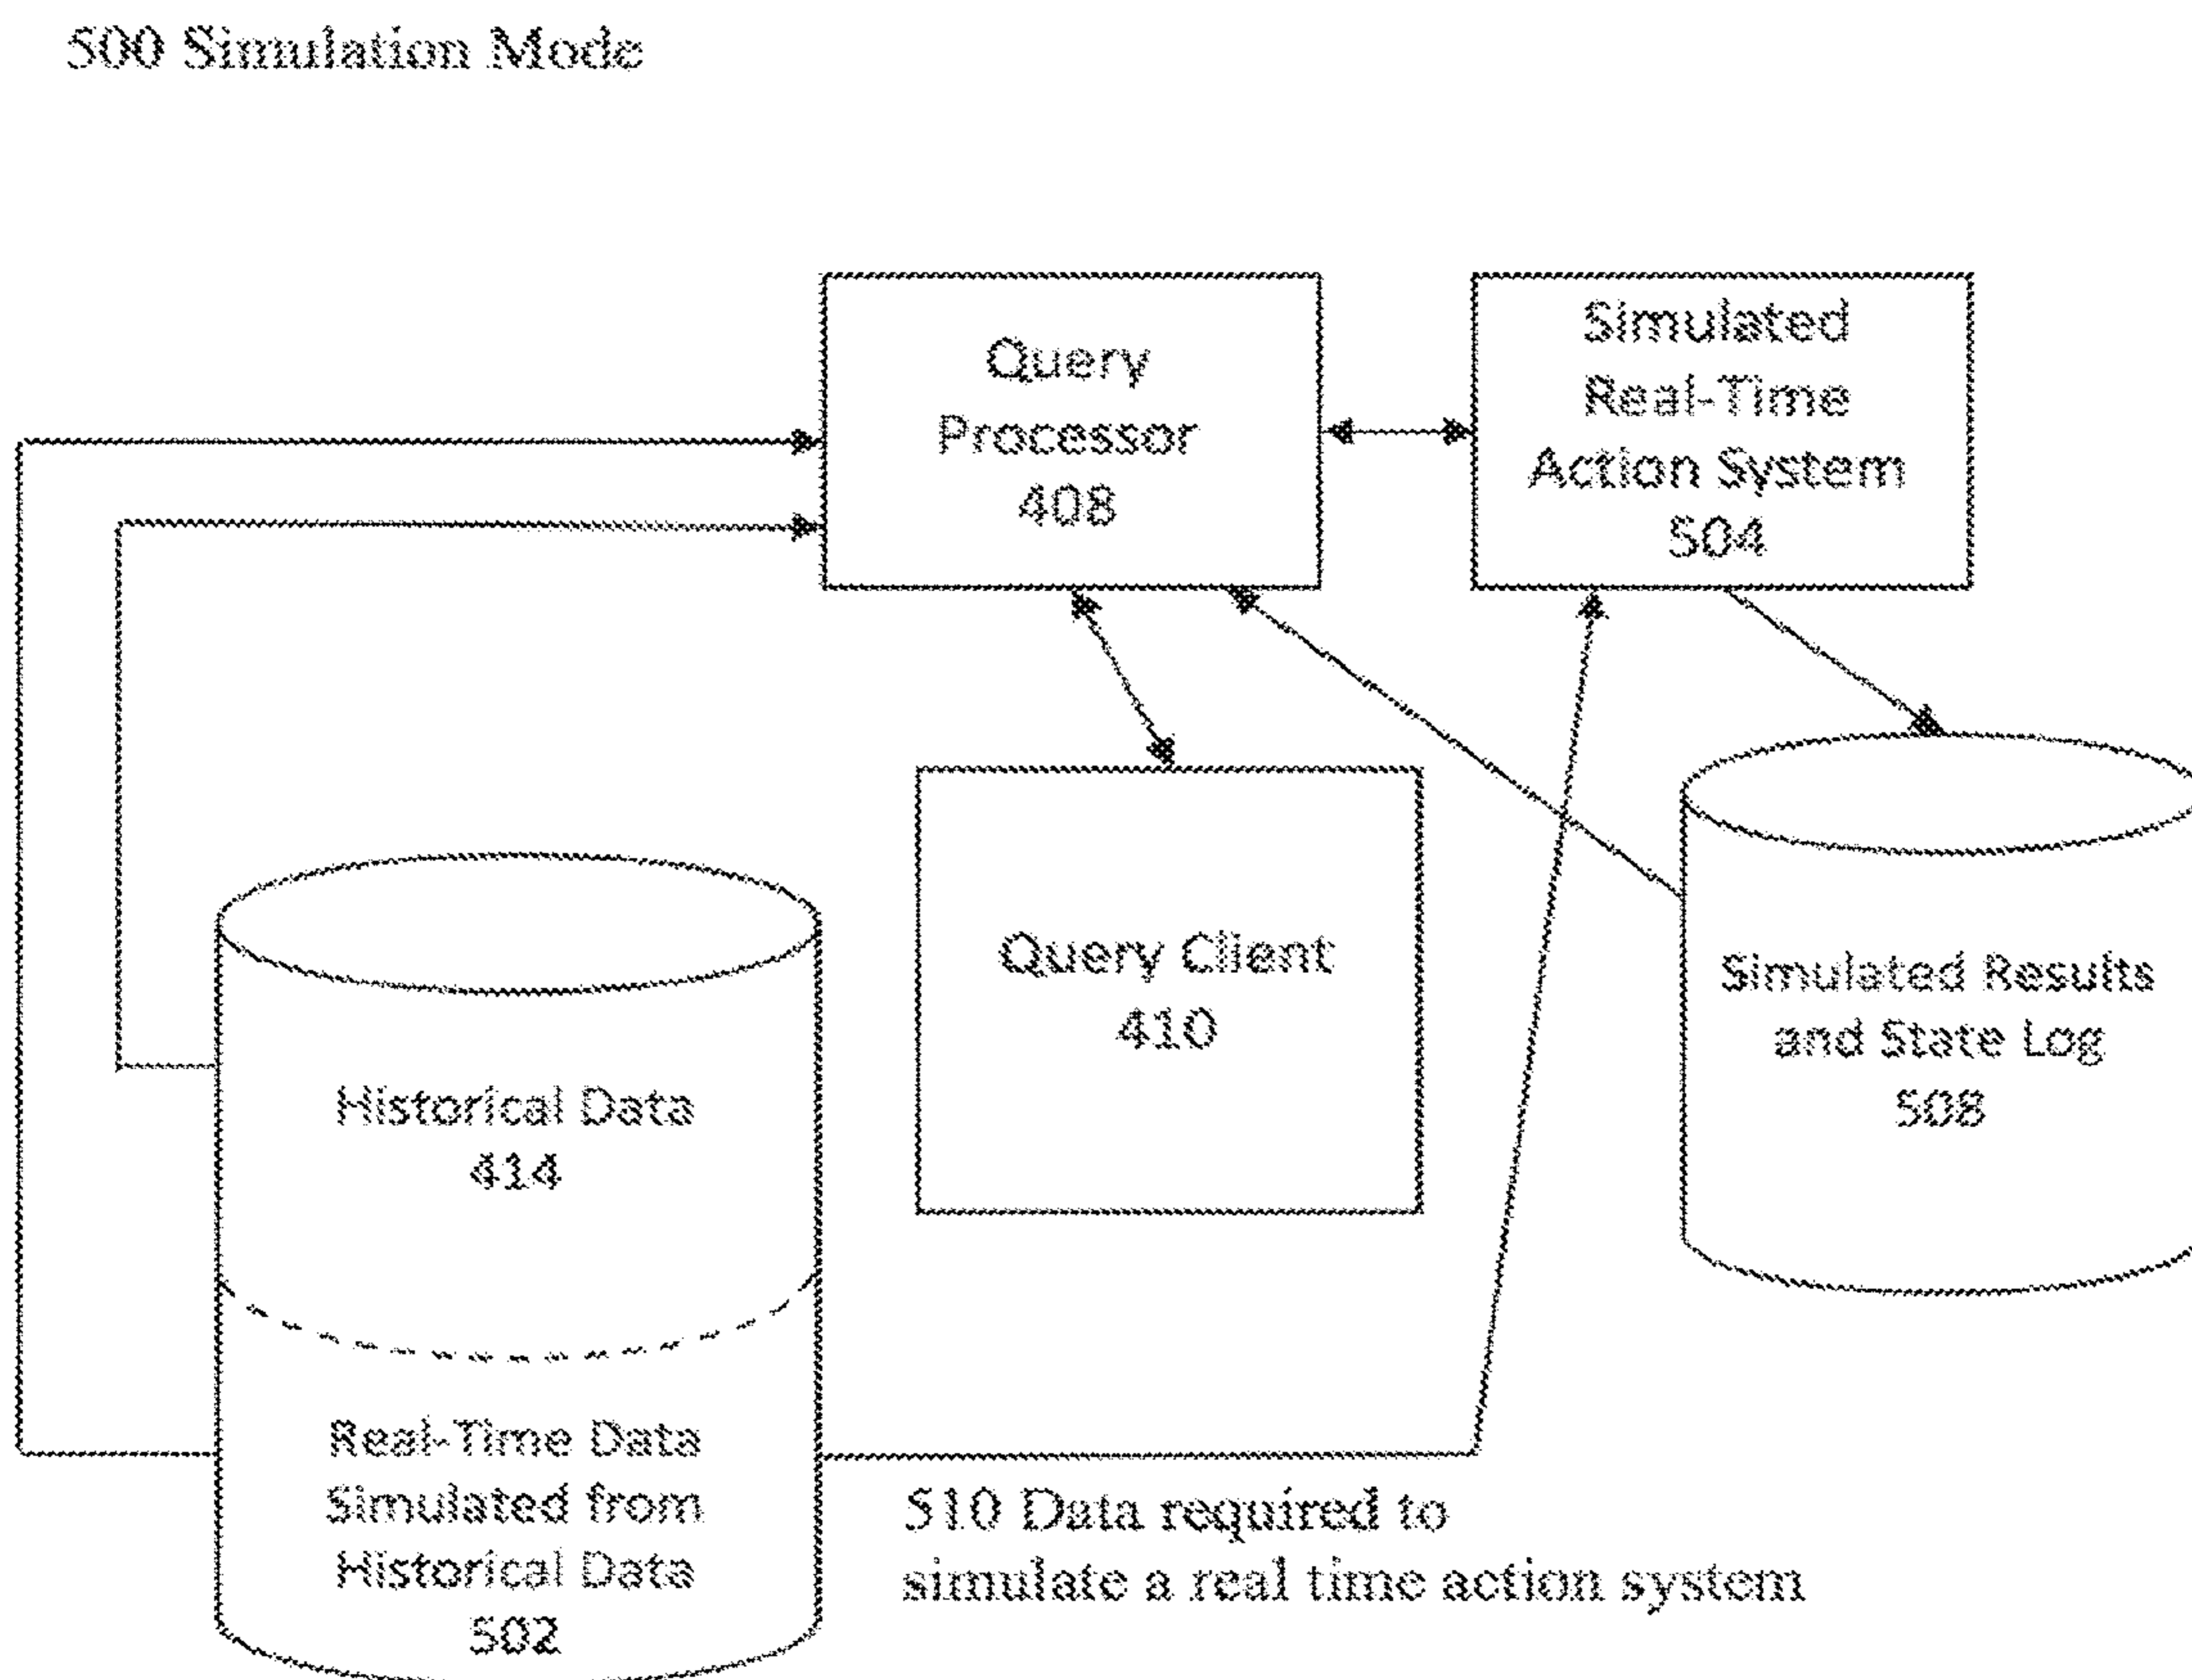 500 Simulation Mode
Query
Processor
408
Simulated
Real-Time
Action System
504
Query Client
410
Simulated Results
and State Log
508
Historical Data
414
Real-Time Data
Simulated from
Historical Data
502
510 Data required to
simulate a real time action system